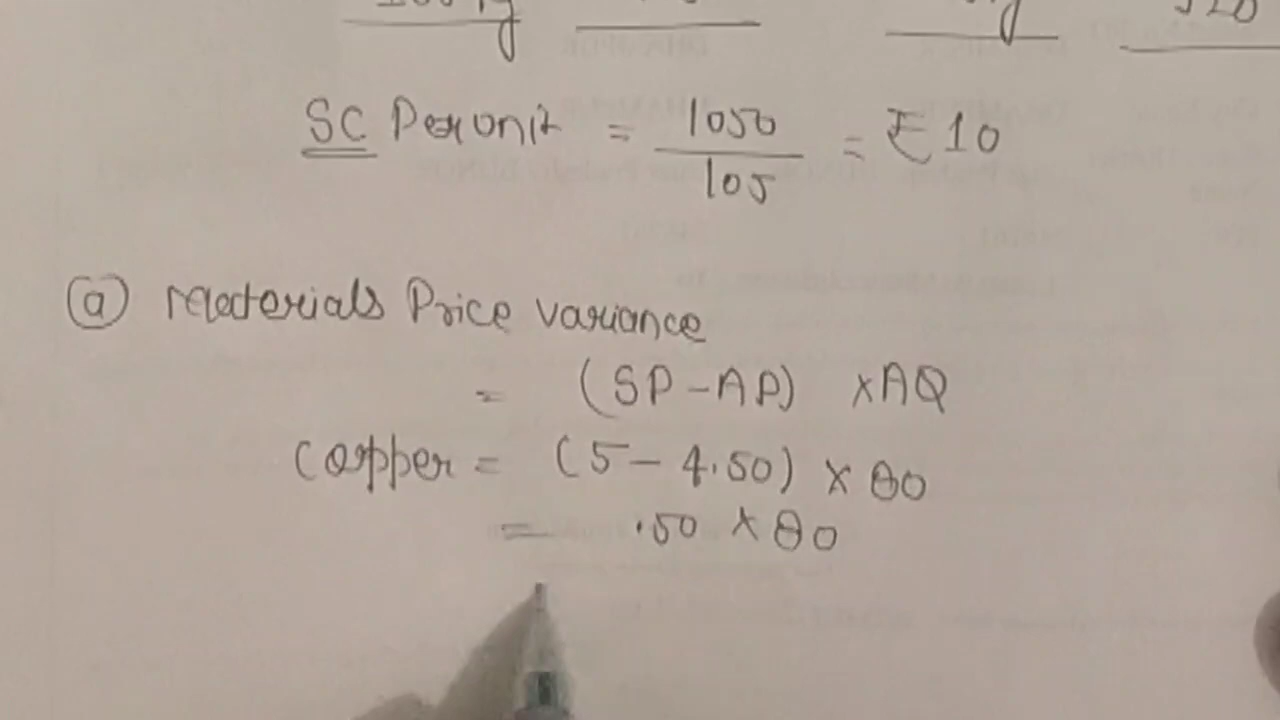 SC Per unit = 1050 / 105 = ₹ 10
(a) Materials Price variance
= (SP - AP) × AQ
Copper = (5 - 4.50) × 80
= .50 × 80